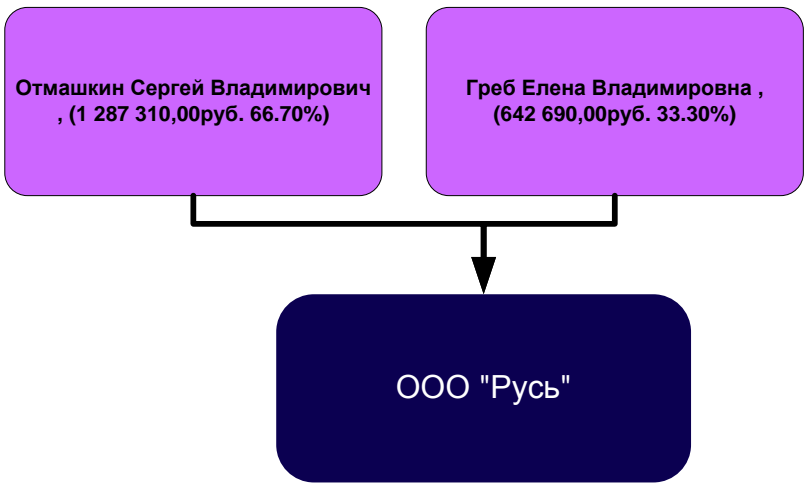 Отмашкин Сергей Владимирович
, (1 287 310,00руб. 66.70%)
Греб Елена Владимировна ,
(642 690,00руб. 33.30%)
ООО "Русь"